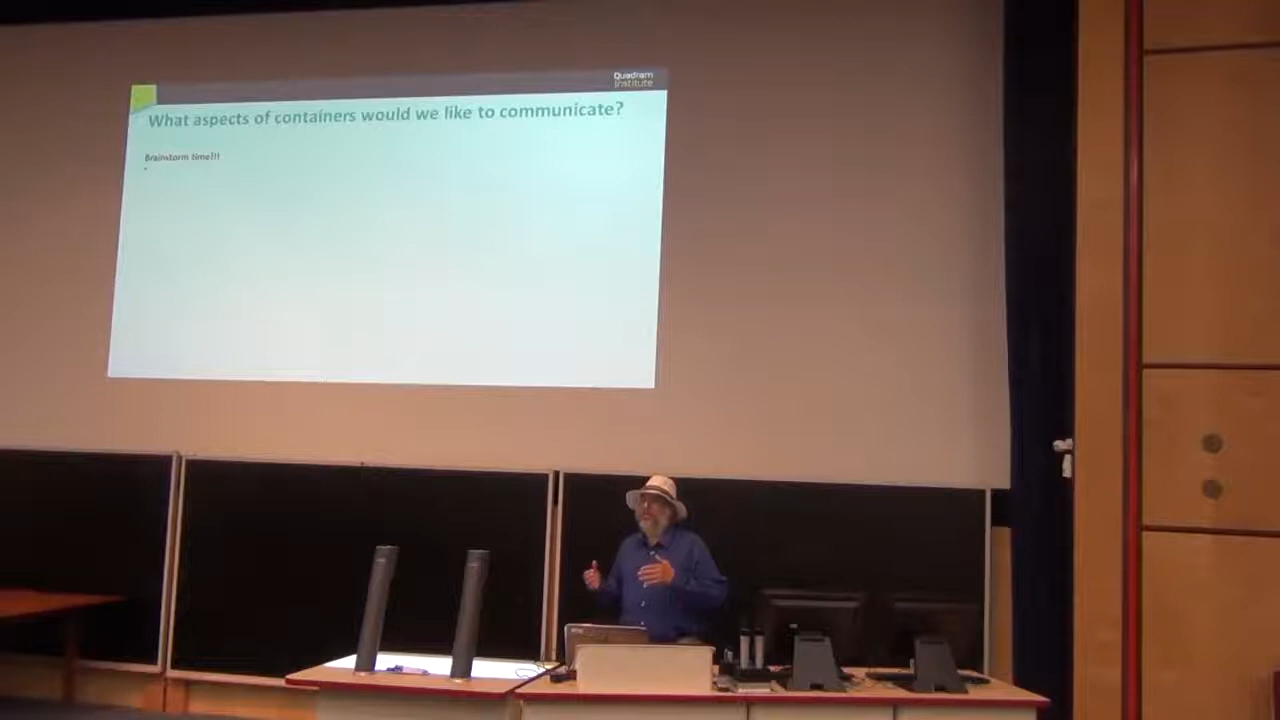 Quadram
Institute
What aspects of containers would we like to communicate?
Brainstorm time!!!